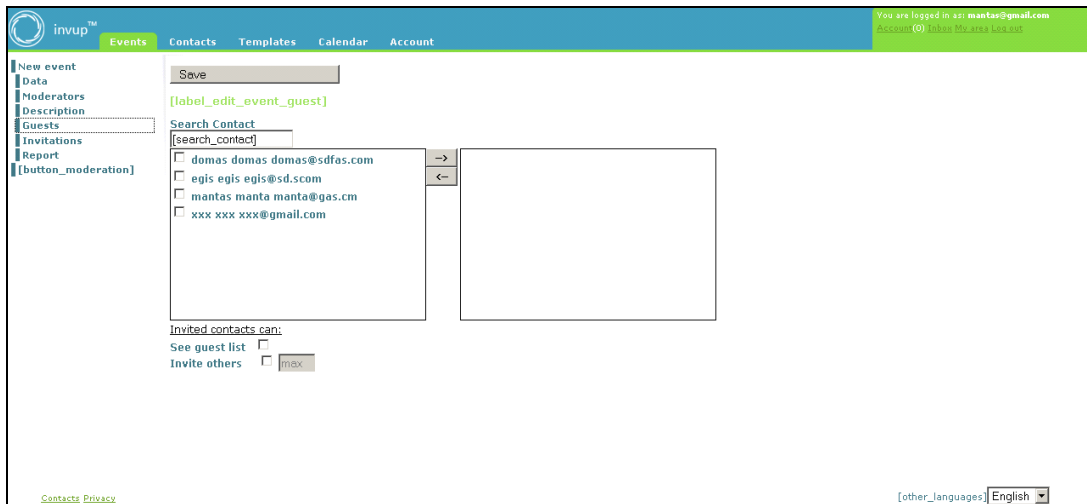 invup™
Events Contacts Templates Calendar Account
You are logged in as: mantas@gmail.com
Account(0) Inbox My area Log out
New event
Data
Moderators
Description
Guests
Invitations
Report
[button_moderation]
Save
[label_edit_event_guest]
Search Contact
[search_contact]
domas domas domas@sdfas.com
egis egis egis@sd.scom
mantas manta manta@gas.cm
xxx xxx xxx@gmail.com
-->
<--
Invited contacts can:
See guest list
Invite others max
Contacts Privacy
[other_languages] English